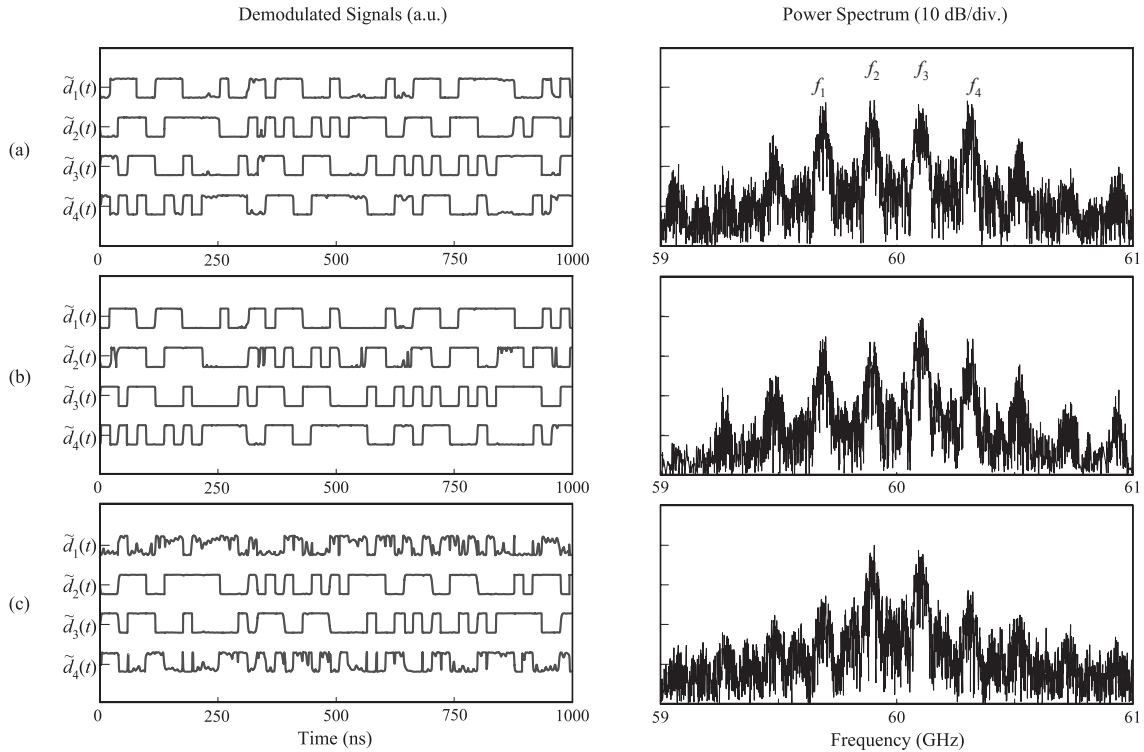 Demodulated Signals (a.u.)
Power Spectrum (10 dB/div.)
(a)
d̃₁(t)
d̃₂(t)
d̃₃(t)
d̃₄(t)
0 250 500 750 1000
f₁ f₂ f₃ f₄
59 60 61
(b)
d̃₁(t)
d̃₂(t)
d̃₃(t)
d̃₄(t)
0 250 500 750 1000
59 60 61
(c)
d̃₁(t)
d̃₂(t)
d̃₃(t)
d̃₄(t)
0 250 500 750 1000
Time (ns)
59 60 61
Frequency (GHz)